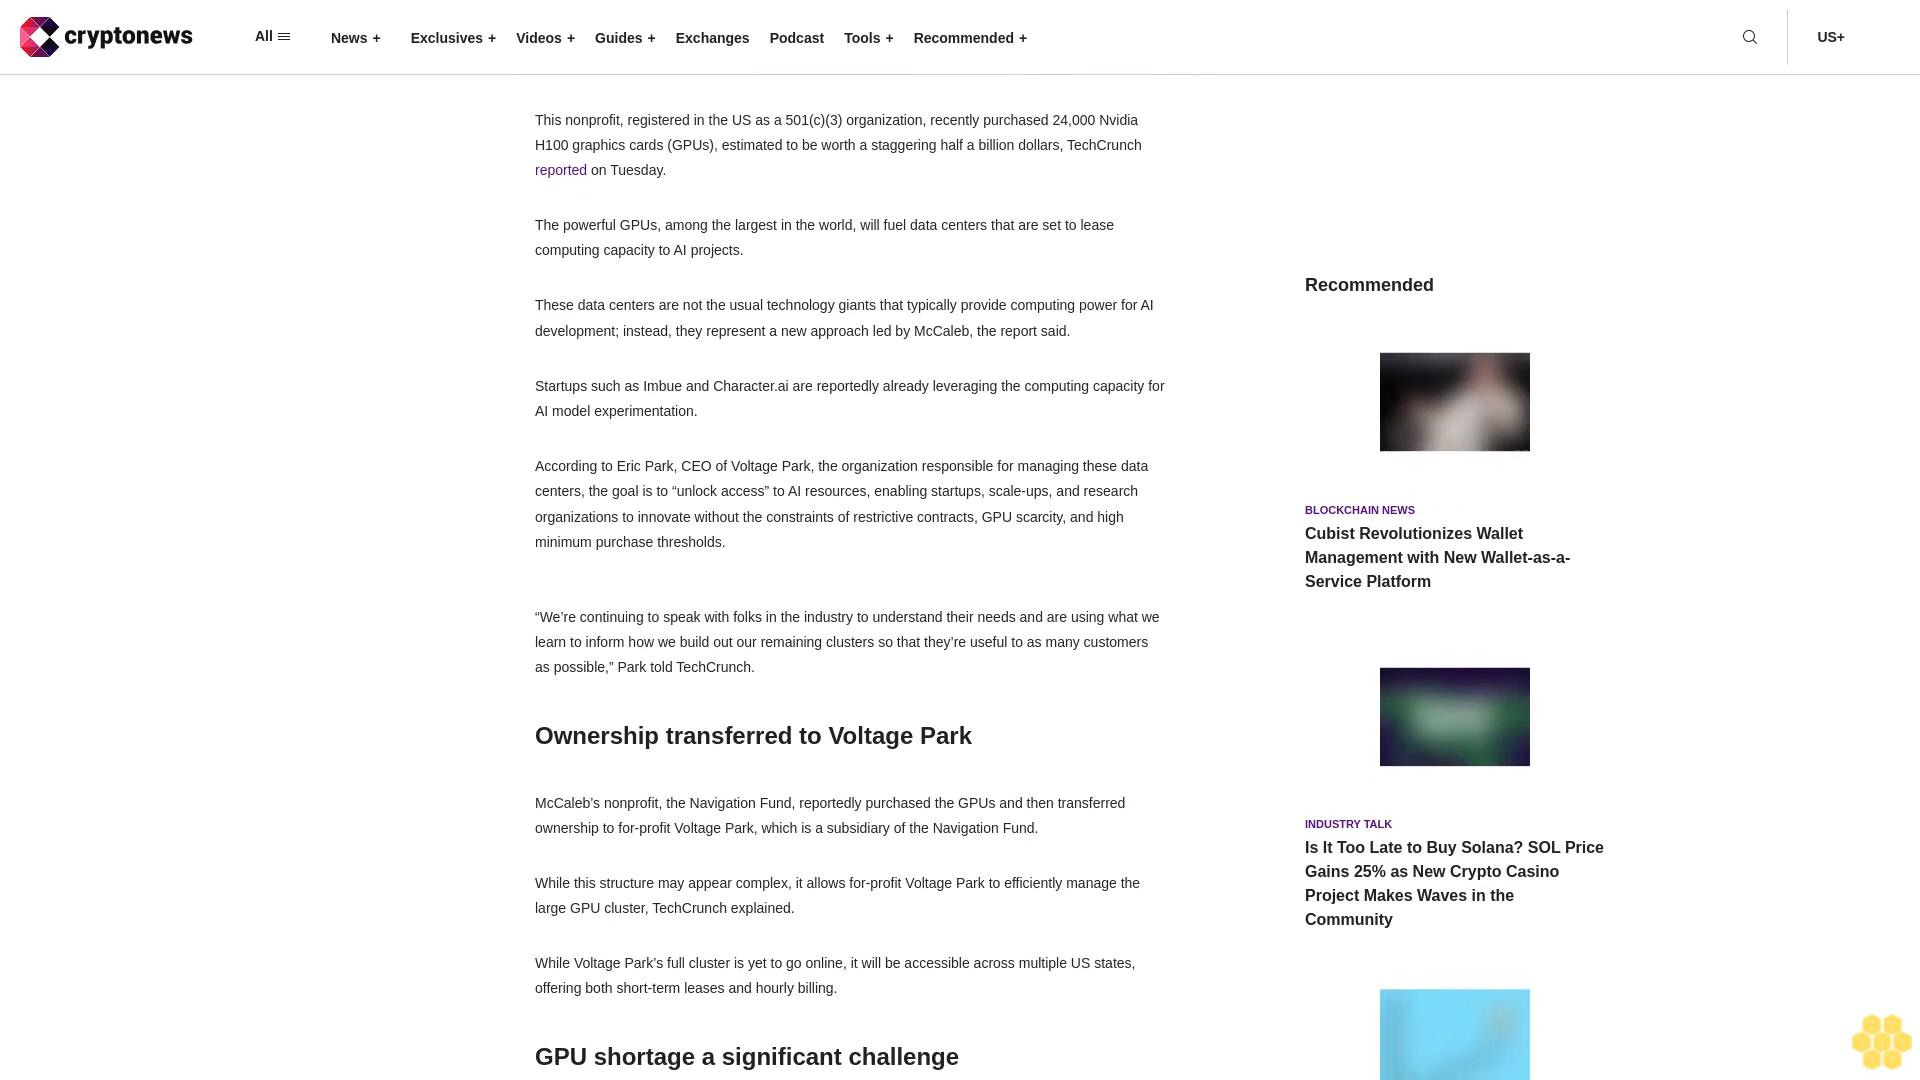 cryptonews
All
News +
Exclusives +
Videos +
Guides +
Exchanges
Podcast
Tools +
Recommended +
US+
This nonprofit, registered in the US as a 501(c)(3) organization, recently purchased 24,000 Nvidia
H100 graphics cards (GPUs), estimated to be worth a staggering half a billion dollars, TechCrunch
reported on Tuesday.
The powerful GPUs, among the largest in the world, will fuel data centers that are set to lease
computing capacity to AI projects.
These data centers are not the usual technology giants that typically provide computing power for AI
development; instead, they represent a new approach led by McCaleb, the report said.
Startups such as Imbue and Character.ai are reportedly already leveraging the computing capacity for
AI model experimentation.
According to Eric Park, CEO of Voltage Park, the organization responsible for managing these data
centers, the goal is to “unlock access” to AI resources, enabling startups, scale-ups, and research
organizations to innovate without the constraints of restrictive contracts, GPU scarcity, and high
minimum purchase thresholds.
“We’re continuing to speak with folks in the industry to understand their needs and are using what we
learn to inform how we build out our remaining clusters so that they’re useful to as many customers
as possible,” Park told TechCrunch.
Ownership transferred to Voltage Park
McCaleb’s nonprofit, the Navigation Fund, reportedly purchased the GPUs and then transferred
ownership to for-profit Voltage Park, which is a subsidiary of the Navigation Fund.
While this structure may appear complex, it allows for-profit Voltage Park to efficiently manage the
large GPU cluster, TechCrunch explained.
While Voltage Park’s full cluster is yet to go online, it will be accessible across multiple US states,
offering both short-term leases and hourly billing.
GPU shortage a significant challenge
Recommended
BLOCKCHAIN NEWS
Cubist Revolutionizes Wallet
Management with New Wallet-as-a-
Service Platform
INDUSTRY TALK
Is It Too Late to Buy Solana? SOL Price
Gains 25% as New Crypto Casino
Project Makes Waves in the
Community